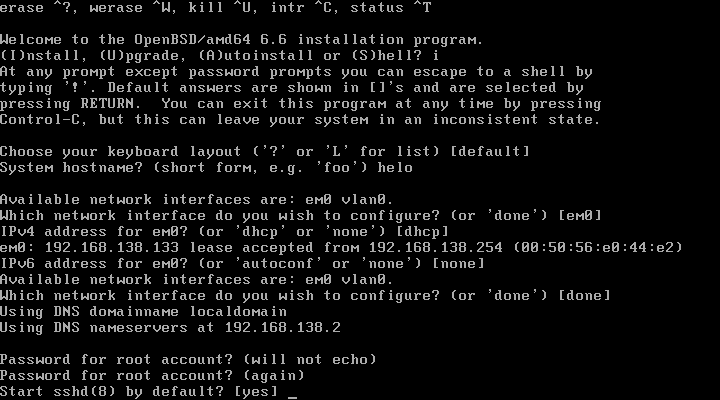 erase ^?, werase ^W, kill ^U, intr ^C, status ^T
Welcome to the OpenBSD/amd64 6.6 installation program.
(I)nstall, (U)pgrade, (A)utoinstall or (S)hell? i
At any prompt except password prompts you can escape to a shell by
typing '!'. Default answers are shown in []'s and are selected by
pressing RETURN.  You can exit this program at any time by pressing
Control-C, but this can leave your system in an inconsistent state.
Choose your keyboard layout ('?' or 'L' for list) [default]
System hostname? (short form, e.g. 'foo') helo
Available network interfaces are: em0 vlan0.
Which network interface do you wish to configure? (or 'done') [em0]
IPv4 address for em0? (or 'dhcp' or 'none') [dhcp]
em0: 192.168.138.133 lease accepted from 192.168.138.254 (00:50:56:e0:44:e2)
IPv6 address for em0? (or 'autoconf' or 'none') [none]
Available network interfaces are: em0 vlan0.
Which network interface do you wish to configure? (or 'done') [done]
Using DNS domainname localdomain
Using DNS nameservers at 192.168.138.2
Password for root account? (will not echo)
Password for root account? (again)
Start sshd(8) by default? [yes] _